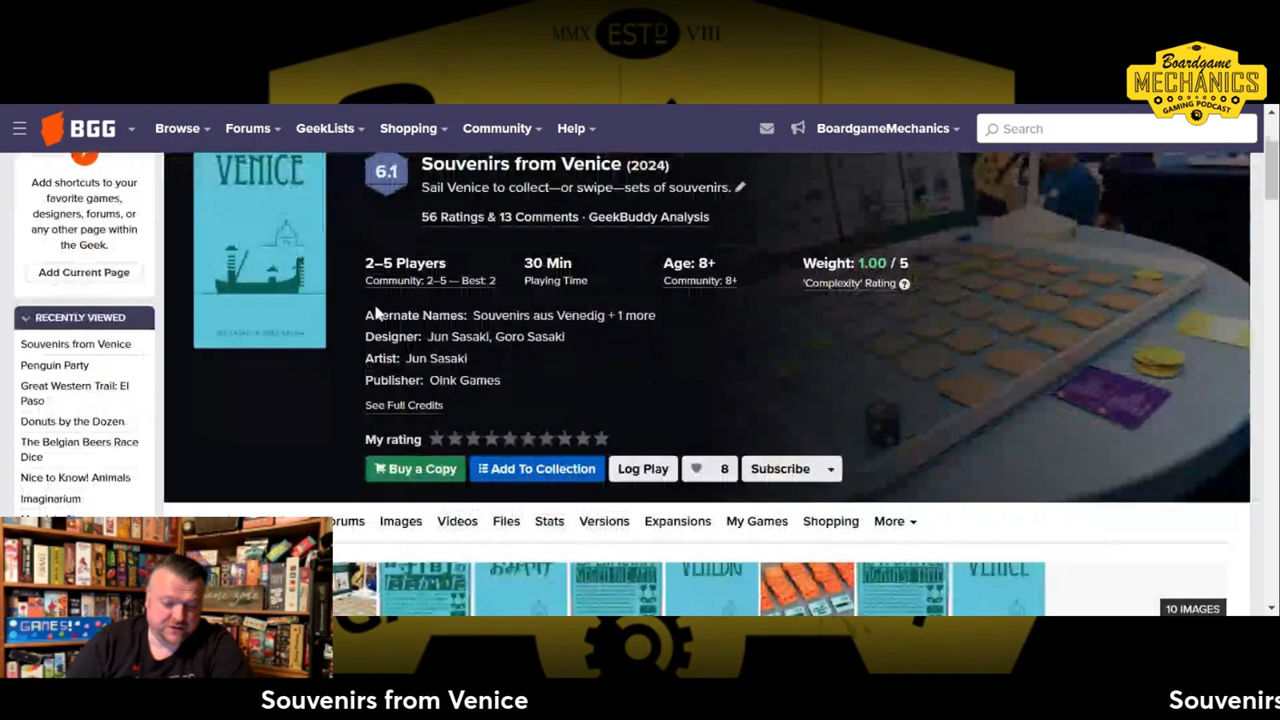 MMX ESTD VIII
Boardgame
MECHANICS
GAMING PODCAST
BGG
Browse Forums GeekLists Shopping Community Help
BoardgameMechanics
Search
Add shortcuts to your
favorite games,
designers, forums, or
any other page within
the Geek.
Add Current Page
RECENTLY VIEWED
Souvenirs from Venice
Penguin Party
Great Western Trail: El
Paso
Donuts by the Dozen
The Belgian Beers Race
Dice
Nice to Know! Animals
Imaginarium
VENICE
6.1
Souvenirs from Venice (2024)
Sail Venice to collect—or swipe—sets of souvenirs.
56 Ratings & 13 Comments · GeekBuddy Analysis
2–5 Players
Community: 2–5 — Best: 2
30 Min
Playing Time
Age: 8+
Community: 8+
Weight: 1.00 / 5
'Complexity' Rating
Alternate Names: Souvenirs aus Venedig + 1 more
Designer: Jun Sasaki, Goro Sasaki
Artist: Jun Sasaki
Publisher: Oink Games
See Full Credits
My rating
Buy a Copy
Add To Collection
Log Play
8
Subscribe
Images Videos Files Stats Versions Expansions My Games Shopping More
おみやげ
VENICE
10 IMAGES
GAMES!
Souvenirs from Venice
Souvenirs